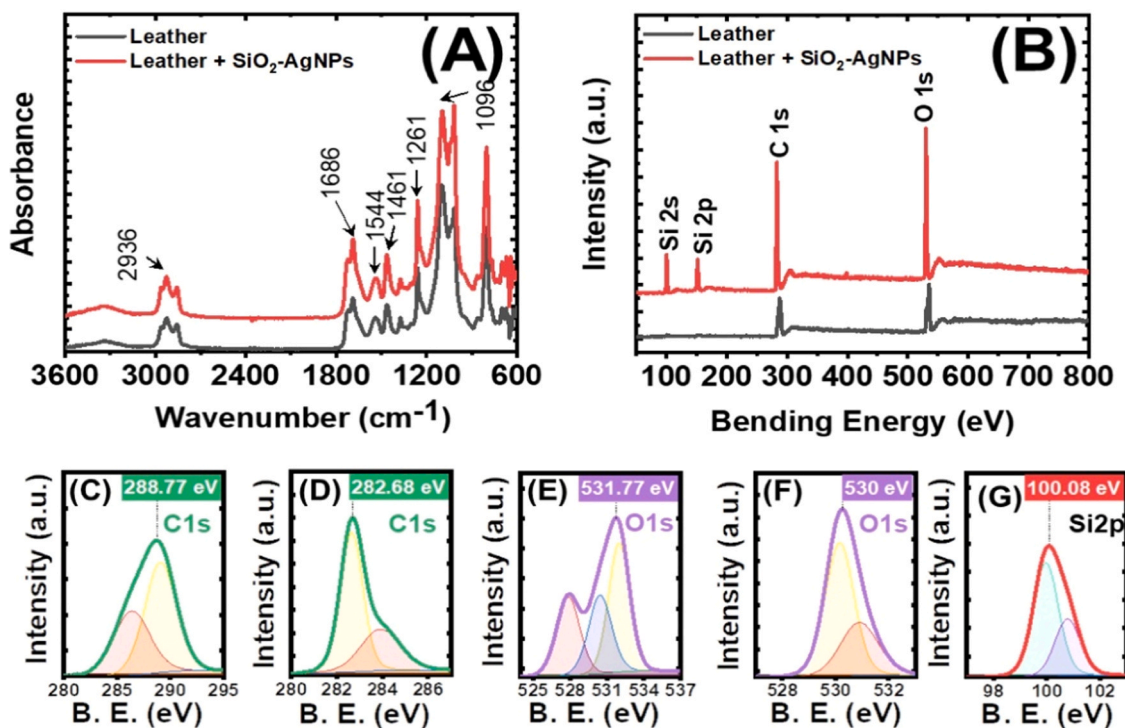 Leather
Leather + SiO₂-AgNPs
(A)
2936
1686
1544
1461
1261
1096
Absorbance
3600 3000 2400 1800 1200 600
Wavenumber (cm⁻¹)
Leather
Leather + SiO₂-AgNPs
(B)
Si 2s
Si 2p
C 1s
O 1s
Intensity (a.u.)
50 100 200 300 400 500 600 700 800
Bending Energy (eV)
(C) 288.77 eV
C1s
Intensity (a.u.)
280 285 290 295
B. E. (eV)
(D) 282.68 eV
C1s
Intensity (a.u.)
280 282 284 286
B. E. (eV)
(E) 531.77 eV
O1s
Intensity (a.u.)
525 528 531 534 537
B. E. (eV)
(F) 530 eV
O1s
Intensity (a.u.)
528 530 532
B. E. (eV)
(G) 100.08 eV
Si2p
Intensity (a.u.)
98 100 102
B. E. (eV)